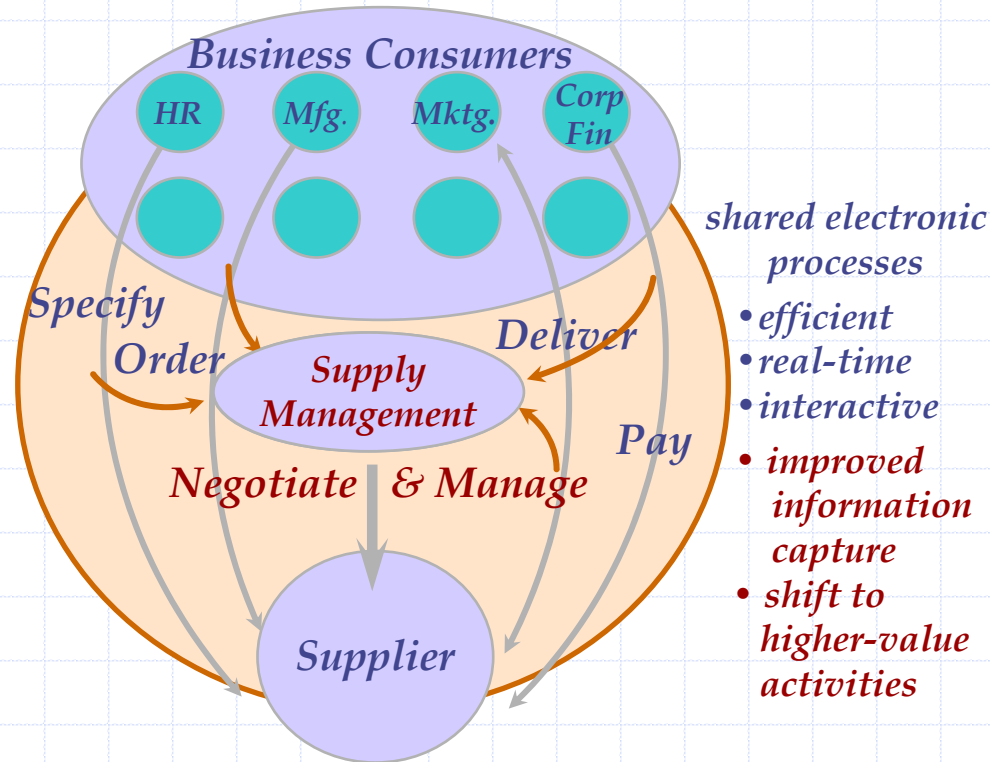 Business Consumers
HR
Mfg.
Mktg.
Corp
Fin
Specify
Order
Deliver
Pay
Supply
Management
Negotiate & Manage
Supplier
shared electronic
processes
• efficient
• real-time
• interactive
• improved
information
capture
• shift to
higher-value
activities